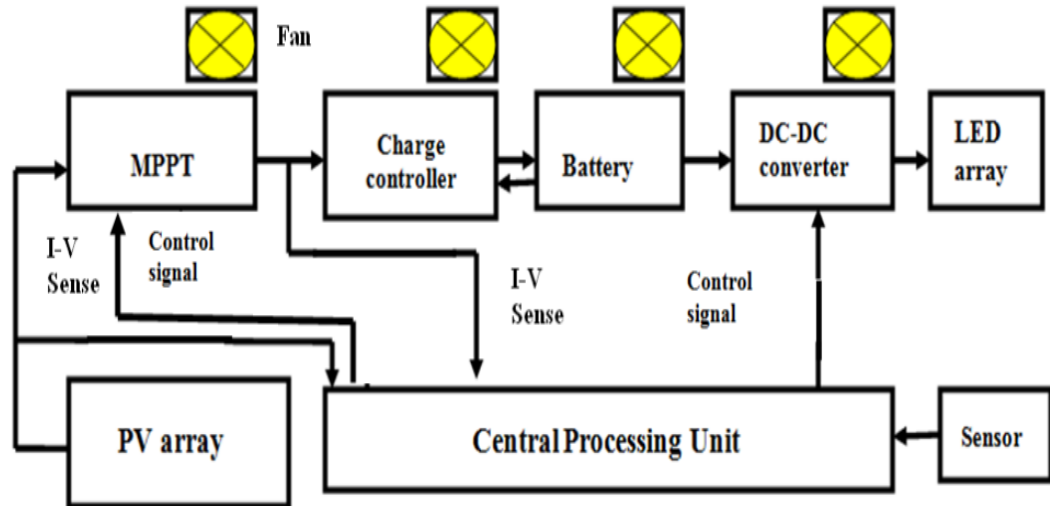 Fan
MPPT
Charge
controller
Battery
DC-DC
converter
LED
array
I-V
Sense
Control
signal
I-V
Sense
Control
signal
PV array
Central Processing Unit
Sensor